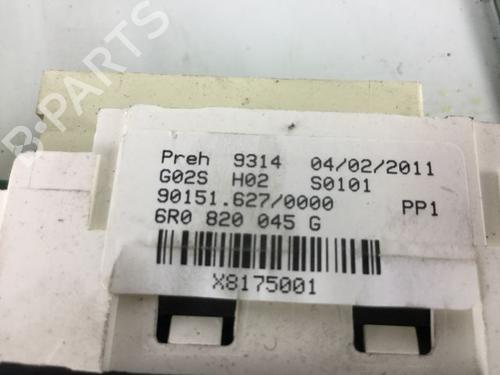 B-PARTS
Preh 9314 04/02/2011
G02S H02 S0101
90151.627/0000 PP1
6R0 820 045 G
X8175001